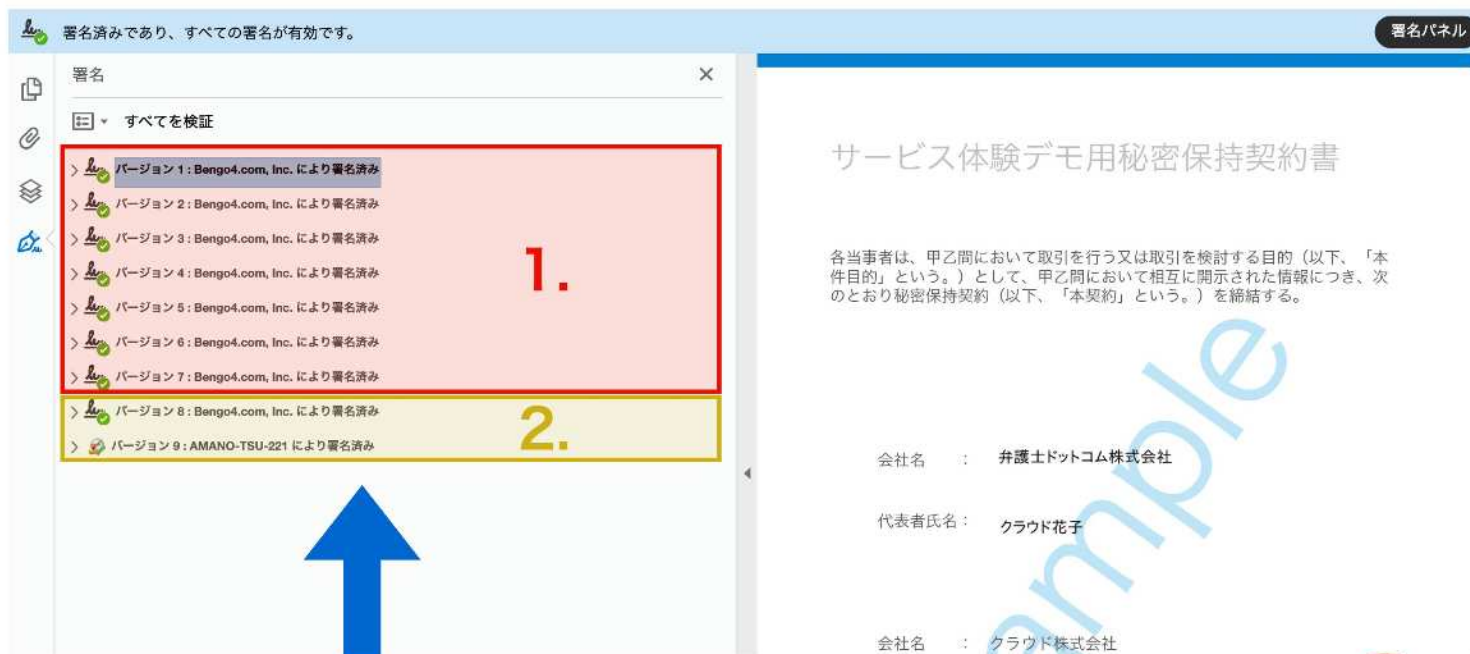 署名済みであり、すべての署名が有効です。
署名パネル
署名
すべてを検証
バージョン 1 : Bengo4.com, Inc. により署名済み
バージョン 2 : Bengo4.com, Inc. により署名済み
バージョン 3 : Bengo4.com, Inc. により署名済み
バージョン 4 : Bengo4.com, Inc. により署名済み
バージョン 5 : Bengo4.com, Inc. により署名済み
バージョン 6 : Bengo4.com, Inc. により署名済み
バージョン 7 : Bengo4.com, Inc. により署名済み
1.
バージョン 8 : Bengo4.com, Inc. により署名済み
バージョン 9 : AMANO-TSU-221 により署名済み
2.
サービス体験デモ用秘密保持契約書
各当事者は、甲乙間において取引を行う又は取引を検討する目的（以下、「本
件目的」という。）として、甲乙間において相互に開示された情報につき、次
のとおり秘密保持契約（以下、「本契約」という。）を締結する。
会社名 : 弁護士ドットコム株式会社
代表者氏名 : クラウド花子
会社名 : クラウド株式会社
ample